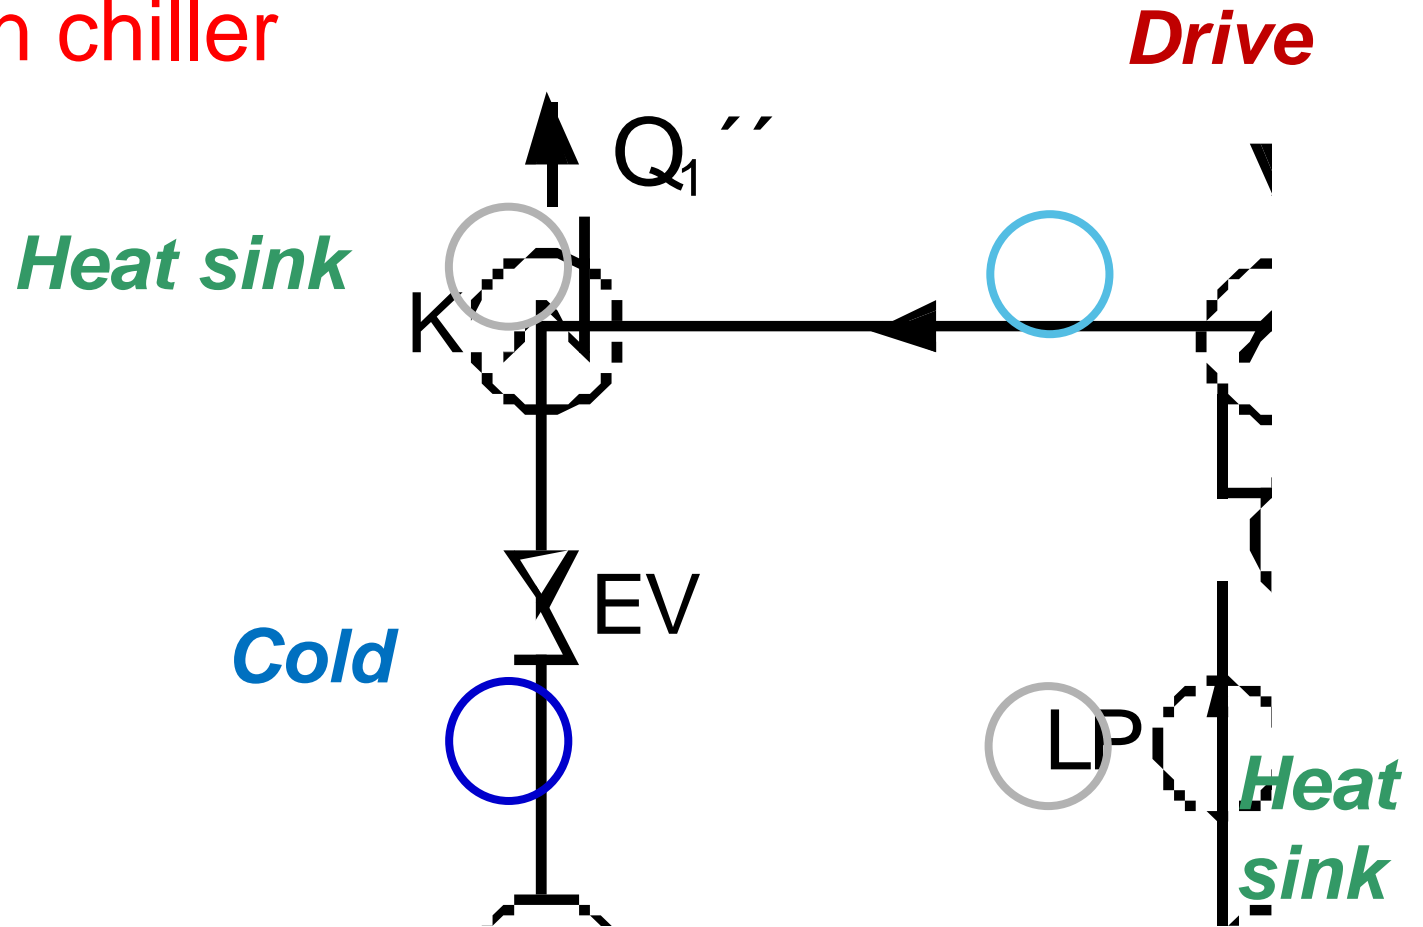 n chiller
Drive
Q1 ´´
Heat sink
K
EV
Cold
LP
Heat
sink